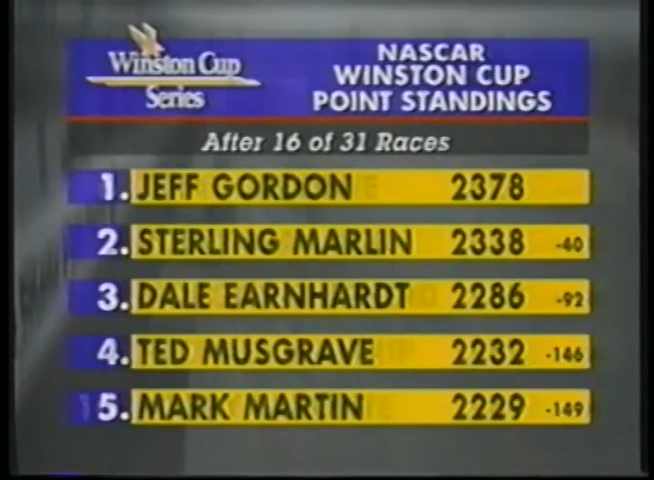 Winston Cup
Series
NASCAR
WINSTON CUP
POINT STANDINGS
After 16 of 31 Races
1. JEFF GORDON 2378
2. STERLING MARLIN 2338 -40
3. DALE EARNHARDT 2286 -92
4. TED MUSGRAVE 2232 -146
5. MARK MARTIN 2229 -149